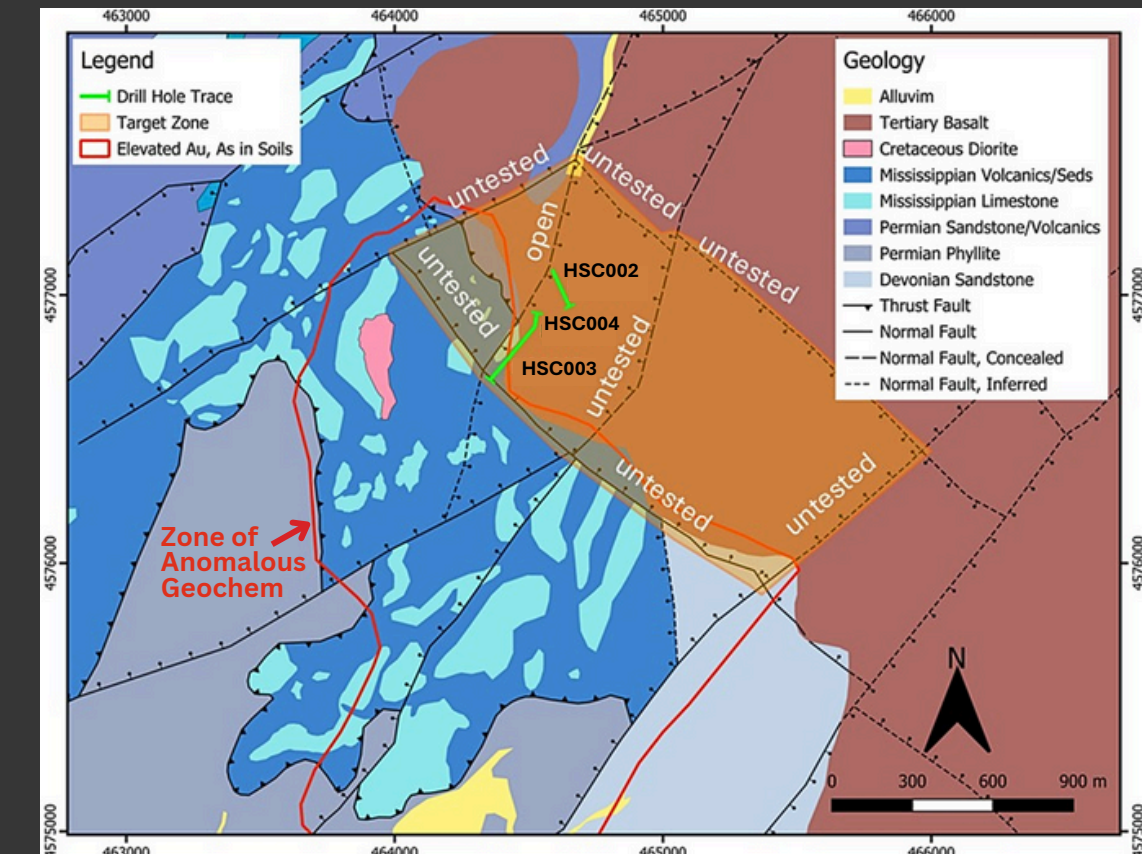 463000
464000
465000
466000
Legend
Drill Hole Trace
Target Zone
Elevated Au, As in Soils
Geology
Alluvim
Tertiary Basalt
Cretaceous Diorite
Mississippian Volcanics/Seds
Mississippian Limestone
Permian Sandstone/Volcanics
Permian Phyllite
Devonian Sandstone
Thrust Fault
Normal Fault
Normal Fault, Concealed
Normal Fault, Inferred
untested
untested
untested
untested
open
untested
untested
untested
HSC002
HSC004
HSC003
4577000
4577000
Zone of
Anomalous
Geochem
4576000
4576000
N
0 300 600 900 m
4575000
4575000
463000
464000
465000
466000